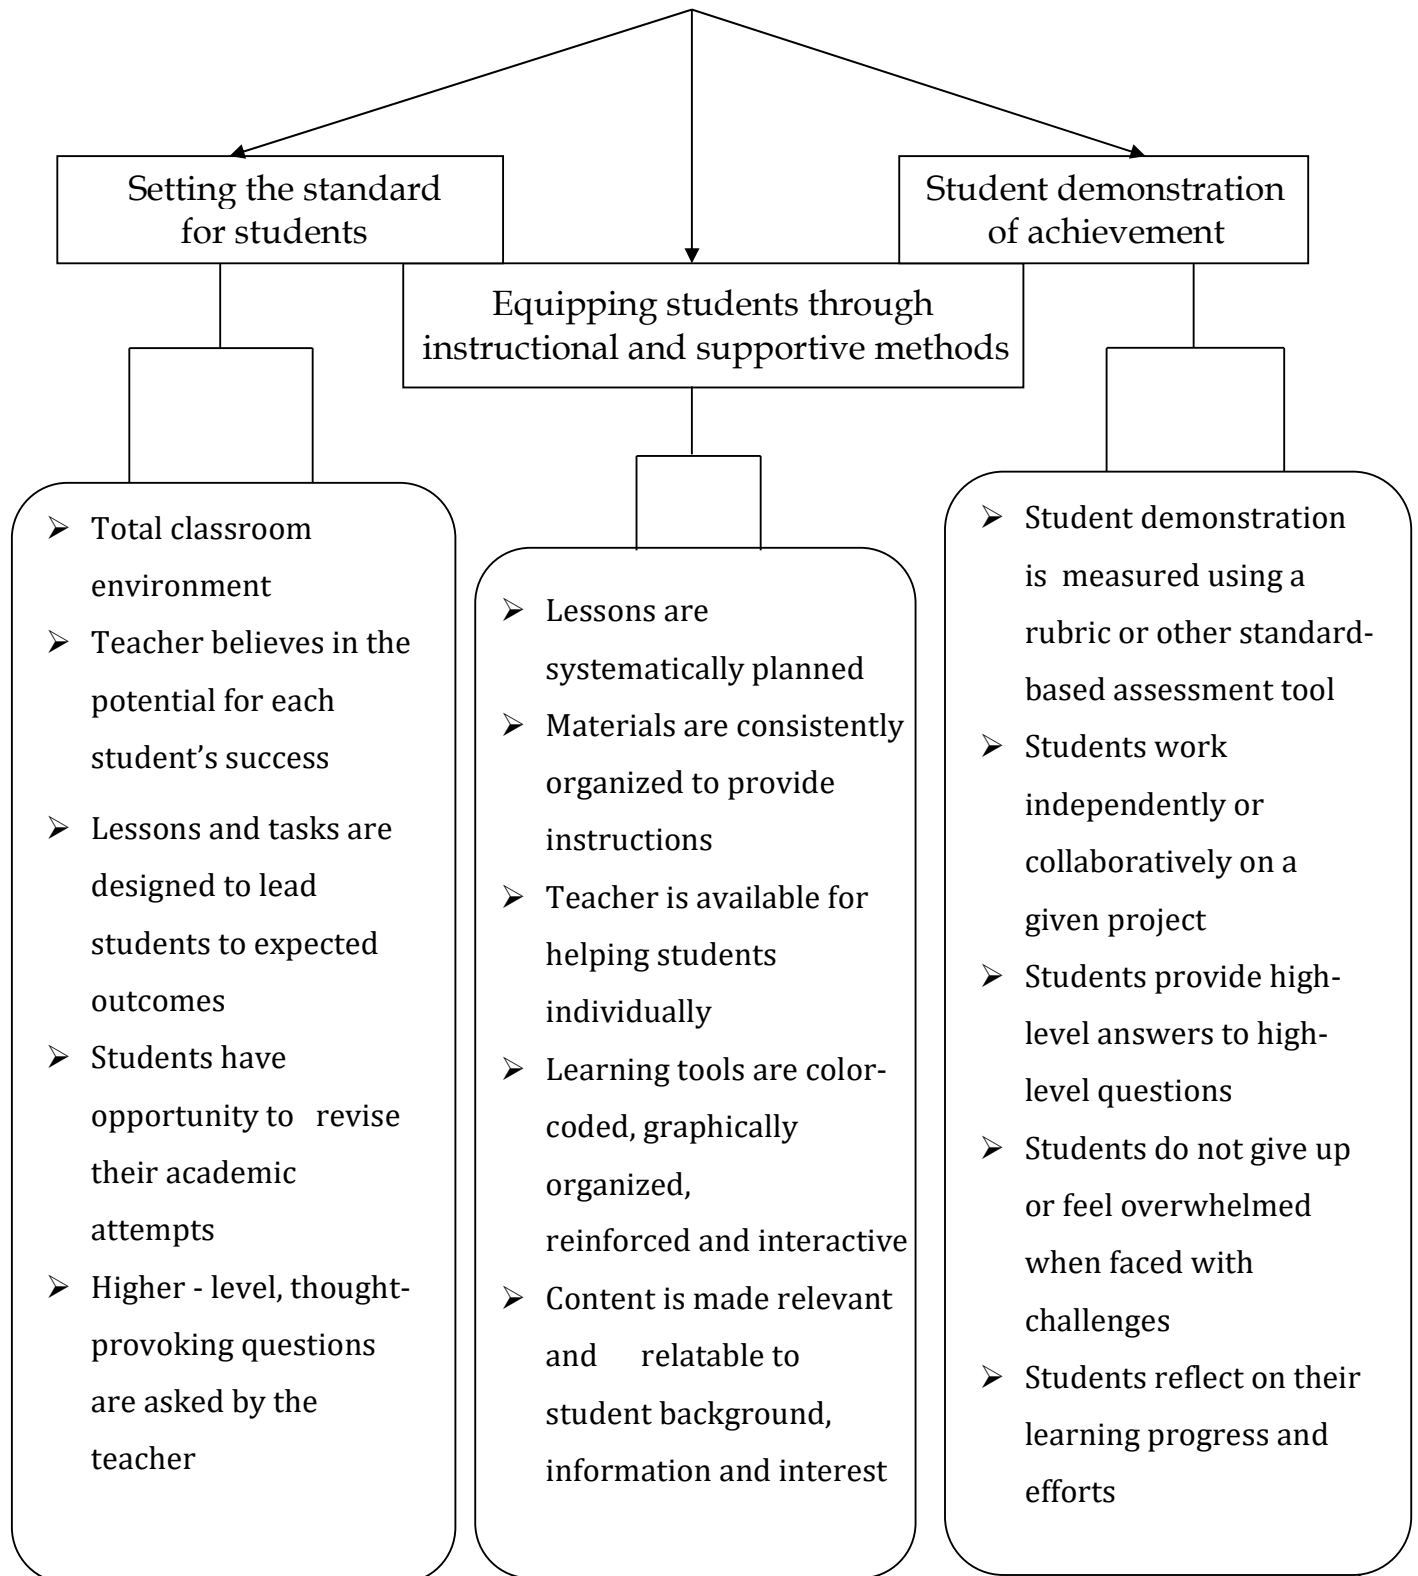 Setting the standard
for students
Student demonstration
of achievement
Equipping students through
instructional and supportive methods
➢ Total classroom
environment
➢ Teacher believes in the
potential for each
student’s success
➢ Lessons and tasks are
designed to lead
students to expected
outcomes
➢ Students have
opportunity to revise
their academic
attempts
➢ Higher - level, thought-
provoking questions
are asked by the
teacher
➢ Lessons are
systematically planned
➢ Materials are consistently
organized to provide
instructions
➢ Teacher is available for
helping students
individually
➢ Learning tools are color-
coded, graphically
organized,
reinforced and interactive
➢ Content is made relevant
and relatable to
student background,
information and interest
➢ Student demonstration
is measured using a
rubric or other standard-
based assessment tool
➢ Students work
independently or
collaboratively on a
given project
➢ Students provide high-
level answers to high-
level questions
➢ Students do not give up
or feel overwhelmed
when faced with
challenges
➢ Students reflect on their
learning progress and
efforts